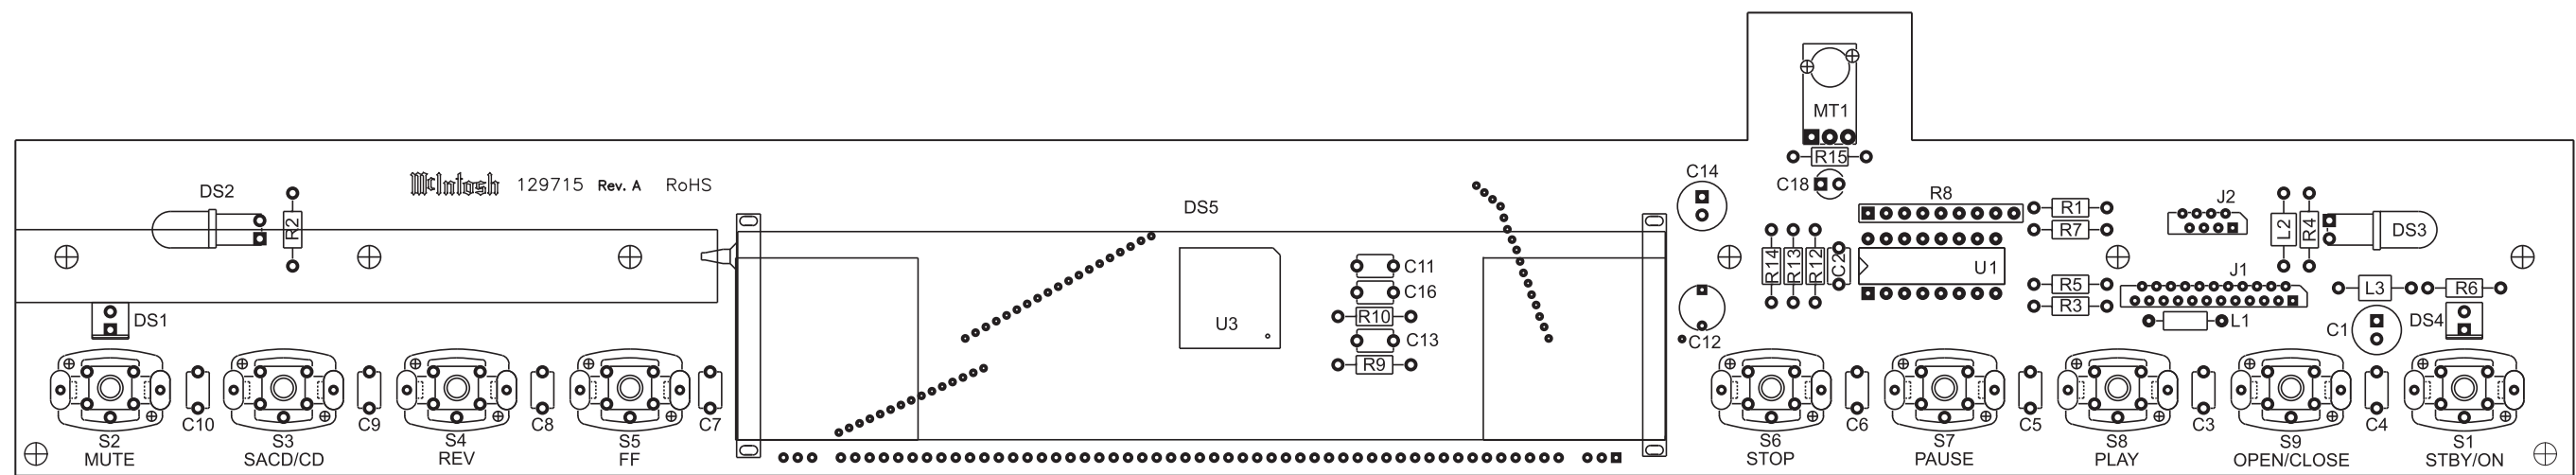 MT1
R15
C14
C18
DS2
McIntosh 129715 Rev. A RoHS
R8
J2
DS5
R1
R2
R7
L2
R4
DS3
R14
R13
R12
C2
U1
C11
J1
C16
R5
L3
R6
R10
R3
DS1
U3
L1
DS4
C1
C13
C12
R9
C10
C9
C8
C7
C6
C5
C3
C4
S2
S3
S4
S5
S6
S7
S8
S9
S1
MUTE
SACD/CD
REV
FF
STOP
PAUSE
PLAY
OPEN/CLOSE
STBY/ON